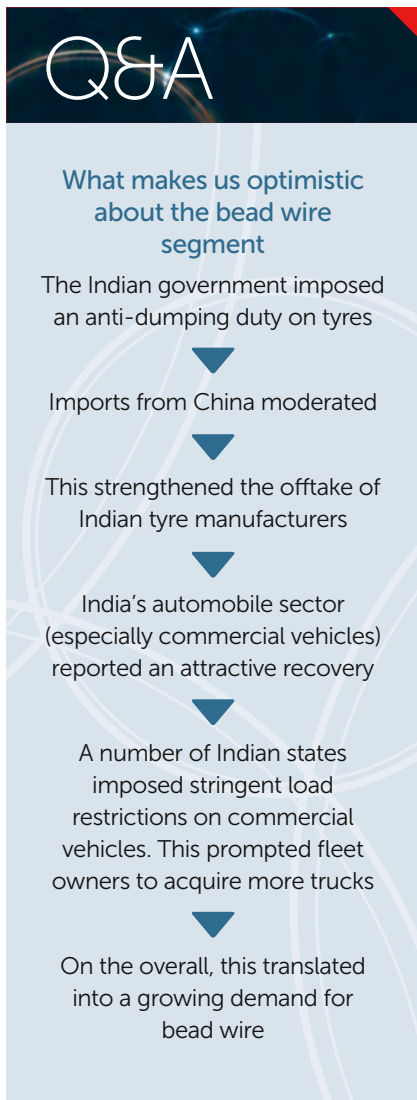 Q&A
What makes us optimistic
about the bead wire
segment
The Indian government imposed
an anti-dumping duty on tyres
Imports from China moderated
This strengthened the offtake of
Indian tyre manufacturers
India’s automobile sector
(especially commercial vehicles)
reported an attractive recovery
A number of Indian states
imposed stringent load
restrictions on commercial
vehicles. This prompted fleet
owners to acquire more trucks
On the overall, this translated
into a growing demand for
bead wire